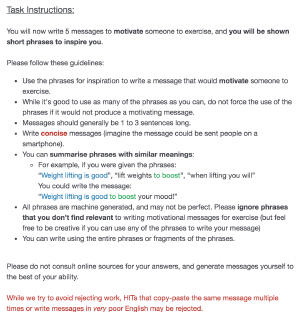 Task Instructions:
You will now write 5 messages to motivate someone to exercise, and you will be shown
short phrases to inspire you.
Please follow these guidelines:
• Use the phrases for inspiration to write a message that would motivate someone to
exercise.
• While it's good to use as many of the phrases as you can, do not force the use of the
phrases if it would not produce a motivating message.
• Messages should generally be 1 to 3 sentences long.
• Write concise messages (imagine the message could be sent people on a
smartphone).
• You can summarise phrases with similar meanings:
○ For example, if you were given the phrases:
"Weight lifting is good", "lift weights to boost", "when lifting you will"
You could write the message:
"Weight lifting is good to boost your mood!"
• All phrases are machine generated, and may not be perfect. Please ignore phrases
that you don't find relevant to writing motivational messages for exercise (but feel
free to be creative if you can use any of the phrases to write your message)
• You can writing the entire phrases or fragments of the phrases.
Please do not consult online sources for your answers, and generate messages yourself to
the best of your ability.
While we try to avoid rejecting work, HITs that copy-paste the same message multiple
times or write messages in very poor English may be rejected.